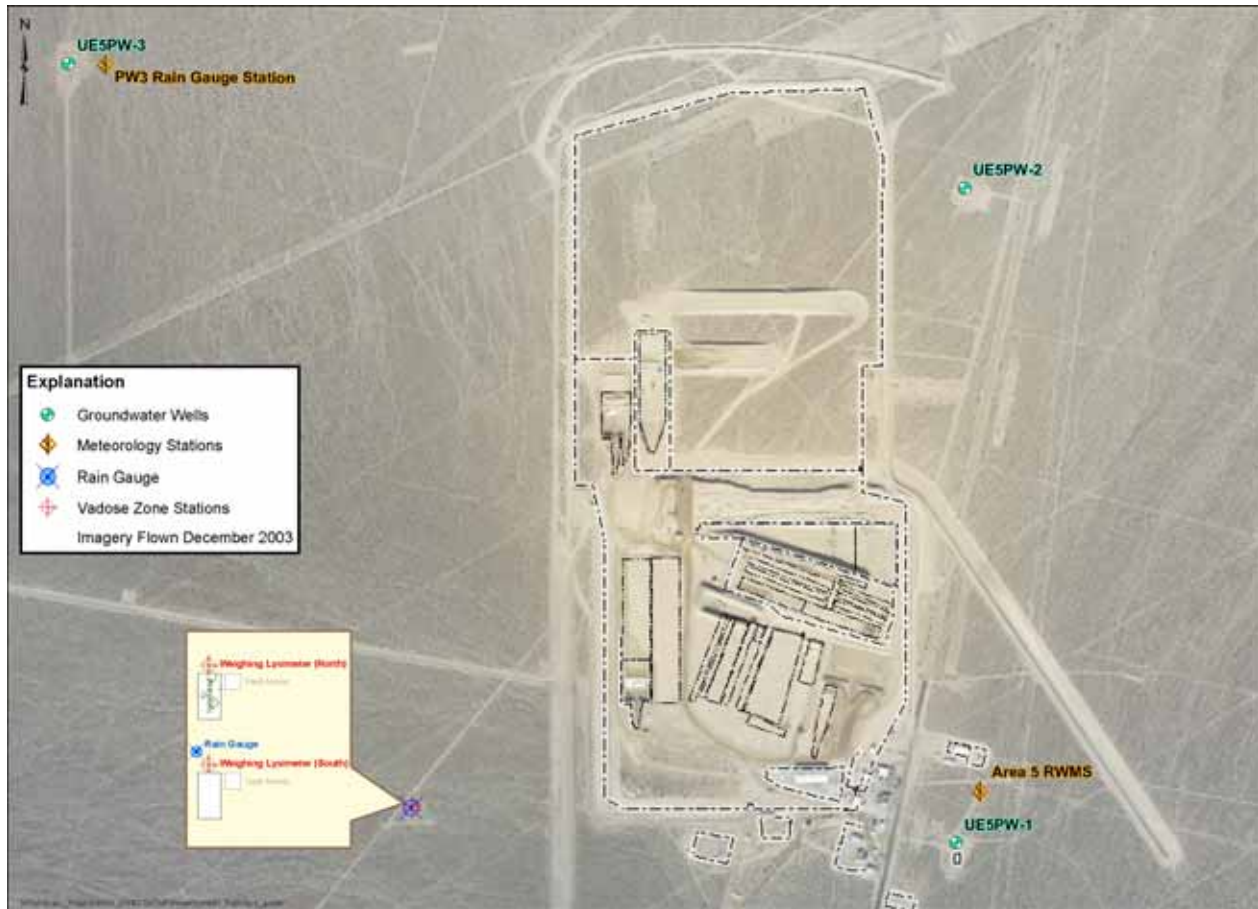 N
UE5PW-3
PW3 Rain Gauge Station
UE5PW-2
Explanation
Groundwater Wells
Meteorology Stations
Rain Gauge
Vadose Zone Stations
Imagery Flown December 2003
Weighing Lysimeter (North)
Rain Gauge
Weighing Lysimeter (South)
Area 5 RWMS
UE5PW-1
0